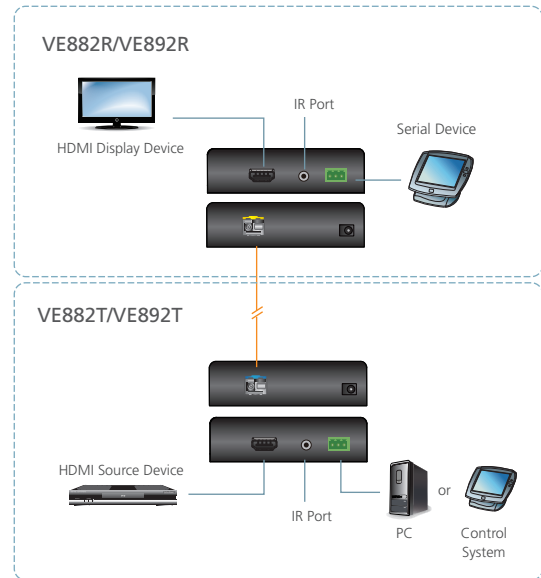 VE882R/VE892R
IR Port
Serial Device
HDMI Display Device
VE882T/VE892T
HDMI Source Device
IR Port
or
PC
Control
System